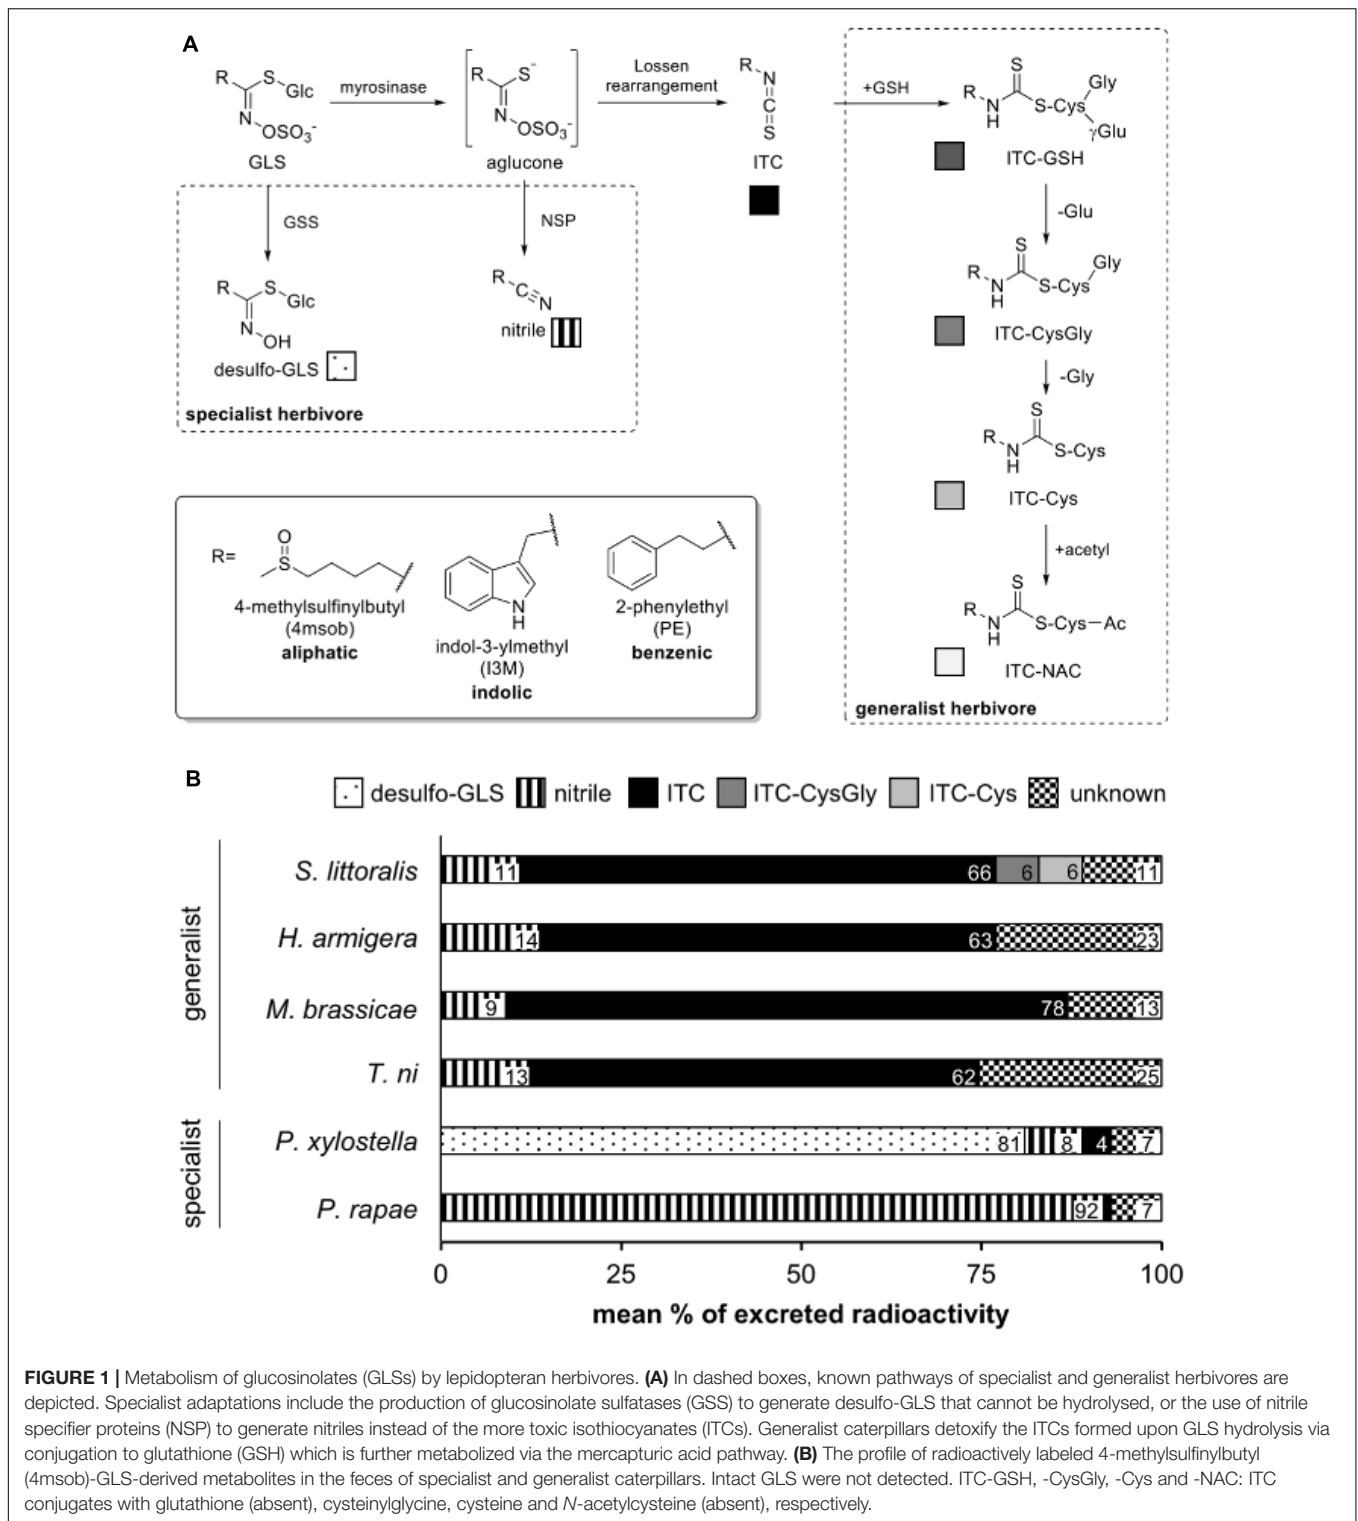 A
R
S
Glc
N
OSO3-
GLS
myrosinase
R
S-
N
OSO3-
aglucone
Lossen
rearrangement
R
N
C
S
ITC
+GSH
S
R
N
H
S-Cys
Gly
γGlu
ITC-GSH
-Glu
GSS
NSP
R
S
Glc
N
OH
desulfo-GLS
R
C
N
nitrile
specialist herbivore
S
R
N
H
S-Cys
Gly
ITC-CysGly
-Gly
S
R
N
H
S-Cys
ITC-Cys
+acetyl
S
R
N
H
S-Cys-Ac
ITC-NAC
generalist herbivore
R=
O
S
4-methylsulfinylbutyl
(4msob)
aliphatic
N
H
indol-3-ylmethyl
(I3M)
indolic
2-phenylethyl
(PE)
benzenic
B
desulfo-GLS nitrile ITC ITC-CysGly ITC-Cys unknown
generalist
S. littoralis 11 66 6 6 11
H. armigera 14 63 23
M. brassicae 9 78 13
T. ni 13 62 25
specialist
P. xylostella 81 8 4 7
P. rapae 92 7
0 25 50 75 100
mean % of excreted radioactivity
FIGURE 1 | Metabolism of glucosinolates (GLSs) by lepidopteran herbivores. (A) In dashed boxes, known pathways of specialist and generalist herbivores are
depicted. Specialist adaptations include the production of glucosinolate sulfatases (GSS) to generate desulfo-GLS that cannot be hydrolysed, or the use of nitrile
specifier proteins (NSP) to generate nitriles instead of the more toxic isothiocyanates (ITCs). Generalist caterpillars detoxify the ITCs formed upon GLS hydrolysis via
conjugation to glutathione (GSH) which is further metabolized via the mercapturic acid pathway. (B) The profile of radioactively labeled 4-methylsulfinylbutyl
(4msob)-GLS-derived metabolites in the feces of specialist and generalist caterpillars. Intact GLS were not detected. ITC-GSH, -CysGly, -Cys and -NAC: ITC
conjugates with glutathione (absent), cysteinylglycine, cysteine and N-acetylcysteine (absent), respectively.